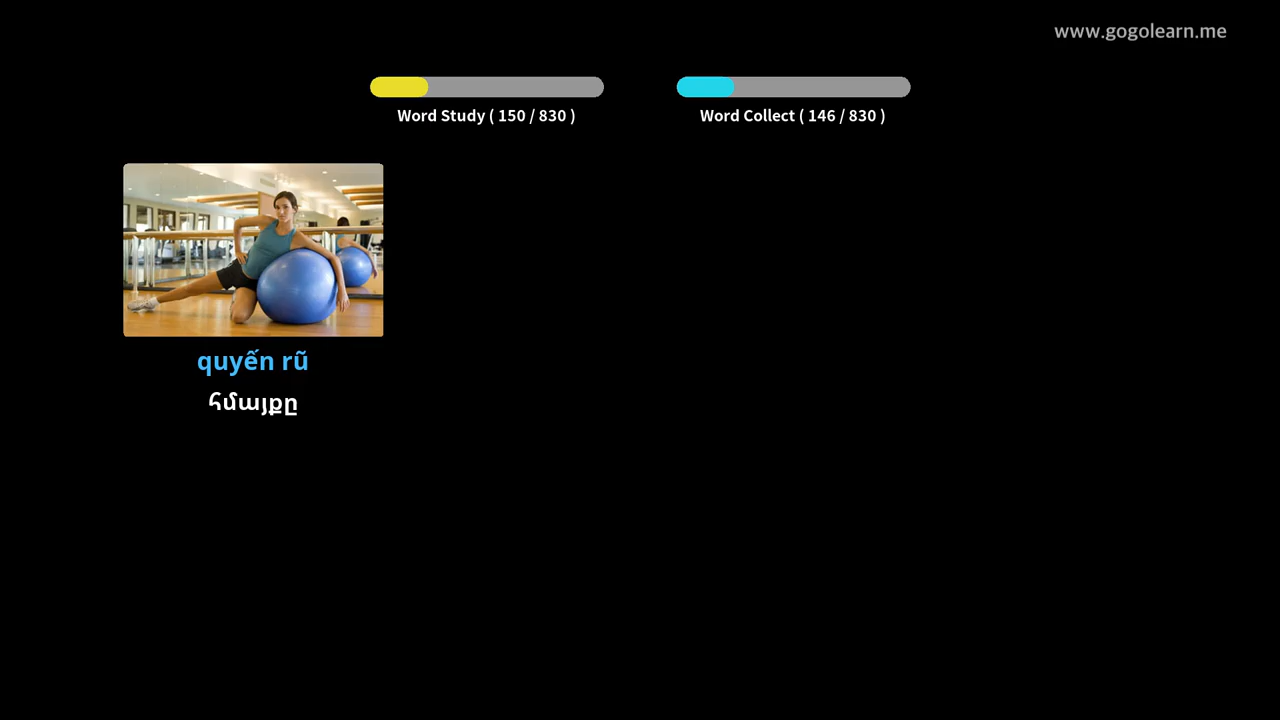 www.gogolearn.me
Word Study ( 150 / 830 )
Word Collect ( 146 / 830 )
quyến rũ
հմայքը